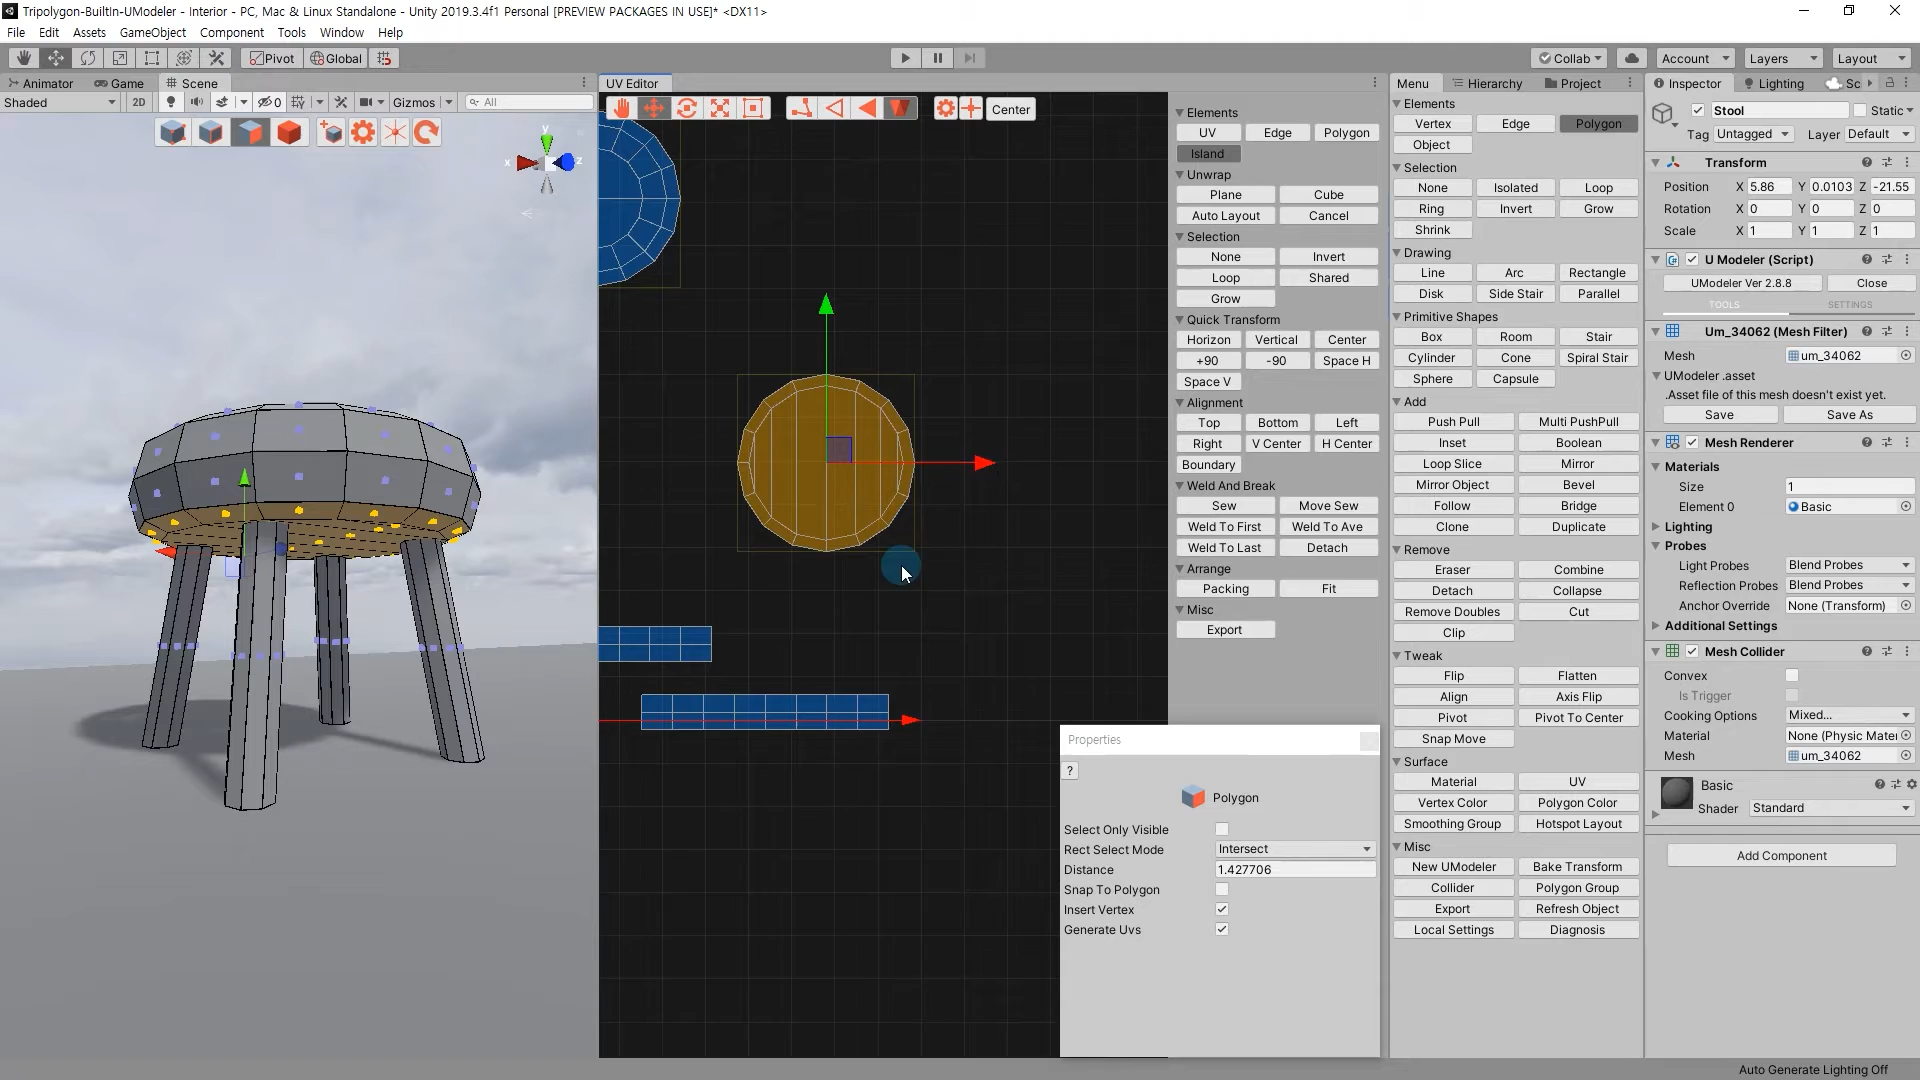 Tripolygon-BuiltIn-UModeler - Interior - PC, Mac & Linux Standalone - Unity 2019.3.4f1 Personal [PREVIEW PACKAGES IN USE]* <DX11>
File Edit Assets GameObject Component Tools Window Help
Pivot Global Collab Account Layers Layout
Animator Game Scene
Shaded 2D 0 Gizmos All
y x z
UV Editor
Center
Elements
UV Edge Polygon
Island
Unwrap
Plane Cube
Auto Layout Cancel
Selection
None Invert
Loop Shared
Grow
Quick Transform
Horizon Vertical Center
+90 -90 Space H
Space V
Alignment
Top Bottom Left
Right V Center H Center
Boundary
Weld And Break
Sew Move Sew
Weld To First Weld To Ave
Weld To Last Detach
Arrange
Packing Fit
Misc
Export
Properties
?
Polygon
Select Only Visible
Rect Select Mode Intersect
Distance 1.427706
Snap To Polygon
Insert Vertex
Generate Uvs
Menu Hierarchy Project
Elements
Vertex Edge Polygon
Object
Selection
None Isolated Loop
Ring Invert Grow
Shrink
Drawing
Line Arc Rectangle
Disk Side Stair Parallel
Primitive Shapes
Box Room Stair
Cylinder Cone Spiral Stair
Sphere Capsule
Add
Push Pull Multi PushPull
Inset Boolean
Loop Slice Mirror
Mirror Object Bevel
Follow Bridge
Clone Duplicate
Remove
Eraser Combine
Detach Collapse
Remove Doubles Cut
Clip
Tweak
Flip Flatten
Align Axis Flip
Pivot Pivot To Center
Snap Move
Surface
Material UV
Vertex Color Polygon Color
Smoothing Group Hotspot Layout
Misc
New UModeler Bake Transform
Collider Polygon Group
Export Refresh Object
Local Settings Diagnosis
Inspector Lighting Sc
Stool Static
Tag Untagged Layer Default
Transform
Position X 5.86 Y 0.0103 Z -21.55
Rotation X 0 Y 0 Z 0
Scale X 1 Y 1 Z 1
U Modeler (Script)
UModeler Ver 2.8.8 Close
TOOLS SETTINGS
Um_34062 (Mesh Filter)
Mesh um_34062
UModeler .asset
.Asset file of this mesh doesn't exist yet.
Save Save As
Mesh Renderer
Materials
Size 1
Element 0 Basic
Lighting
Probes
Light Probes Blend Probes
Reflection Probes Blend Probes
Anchor Override None (Transform)
Additional Settings
Mesh Collider
Convex
Is Trigger
Cooking Options Mixed...
Material None (Physic Mater
Mesh um_34062
Basic
Shader Standard
Add Component
Auto Generate Lighting Off